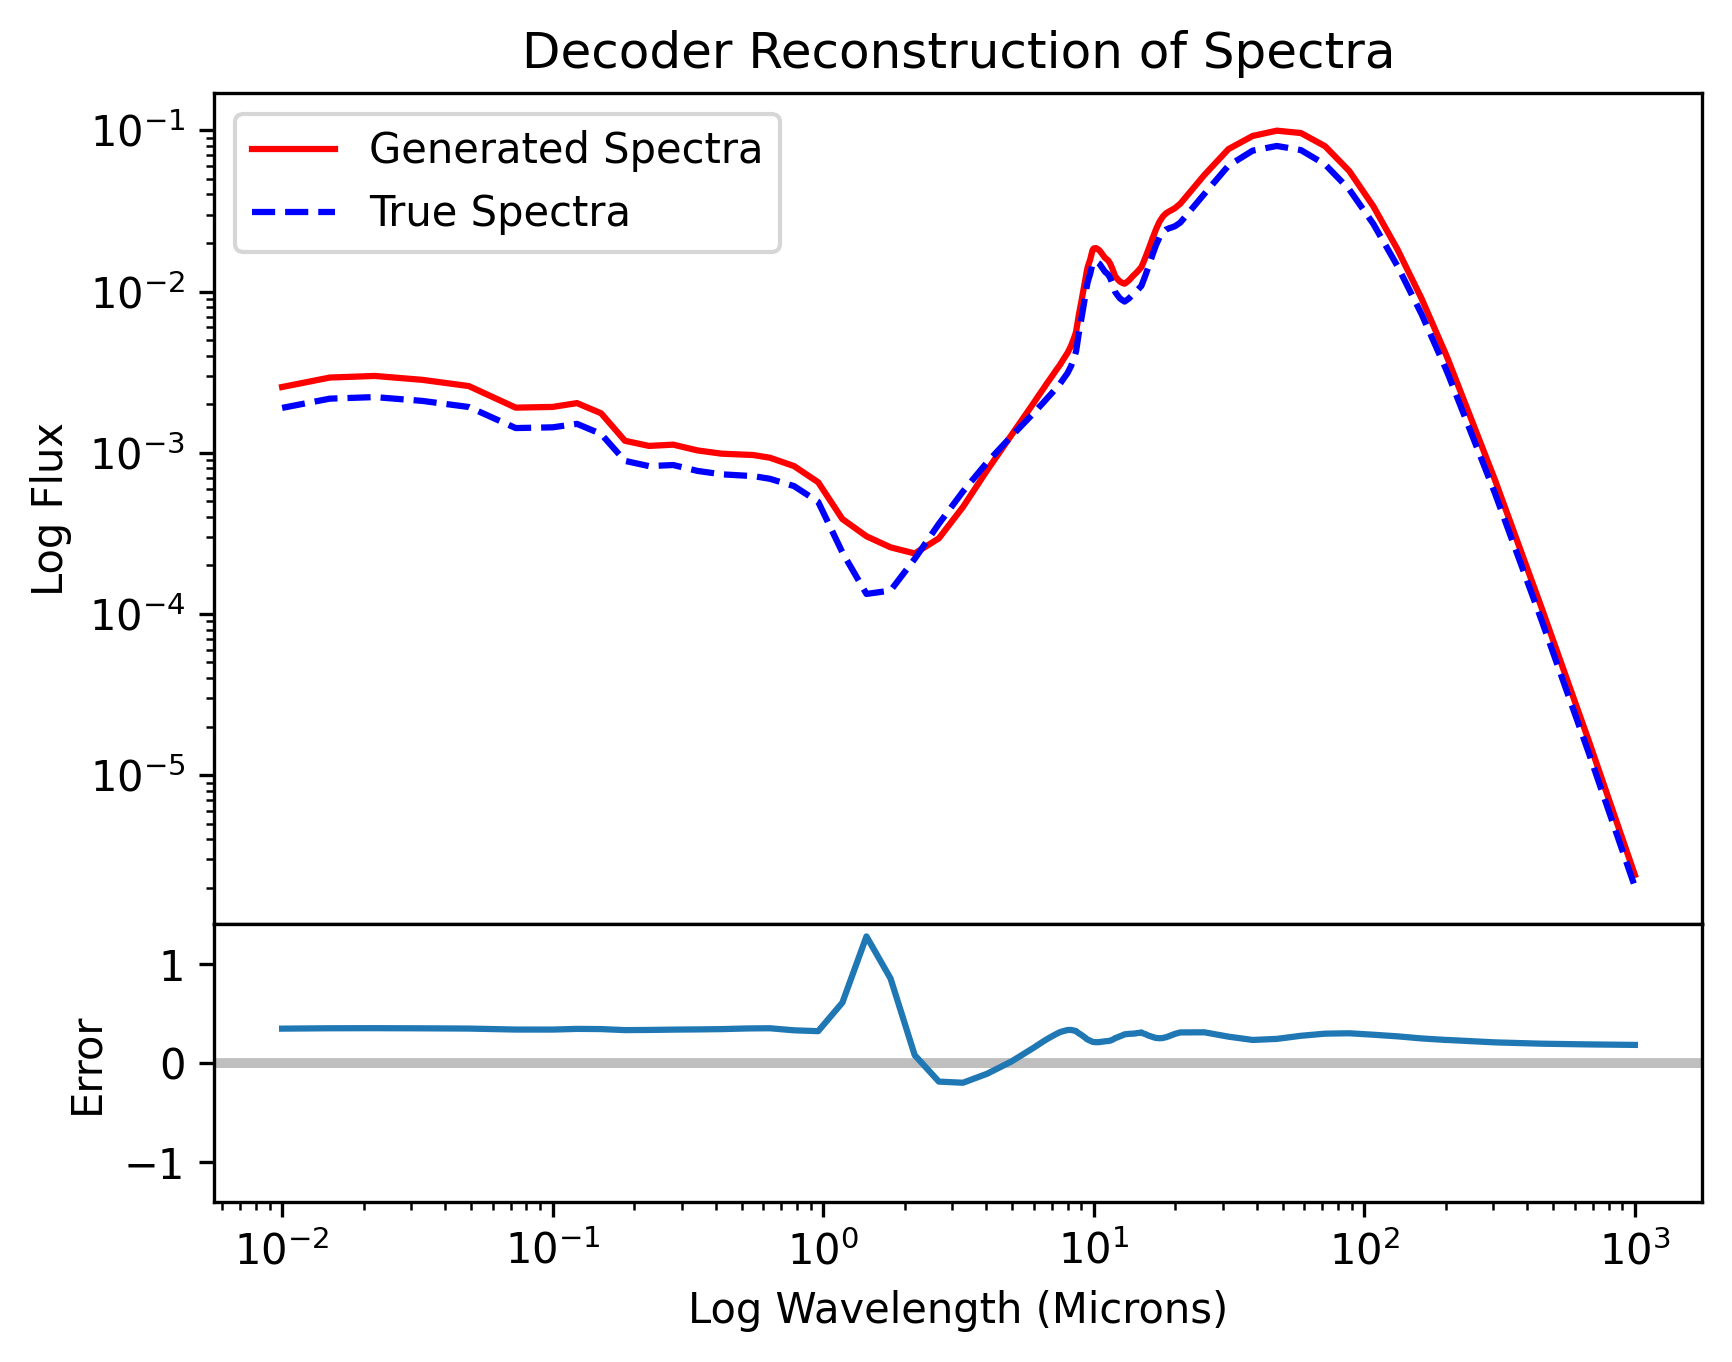 Decoder Reconstruction of Spectra
Generated Spectra
True Spectra
Log Flux
10⁻¹
10⁻²
10⁻³
10⁻⁴
10⁻⁵
Error
1
0
−1
10⁻² 10⁻¹ 10⁰ 10¹ 10² 10³
Log Wavelength (Microns)